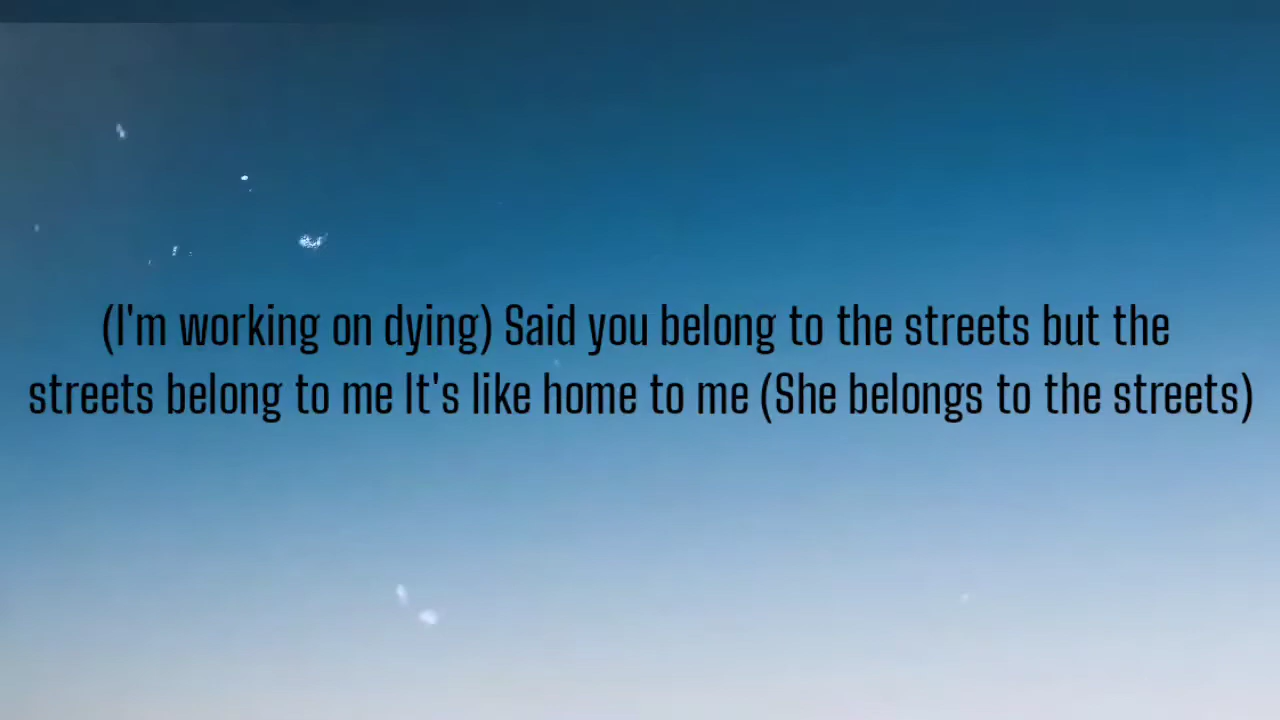 (I'm working on dying) Said you belong to the streets but the
streets belong to me It's like home to me (She belongs to the streets)